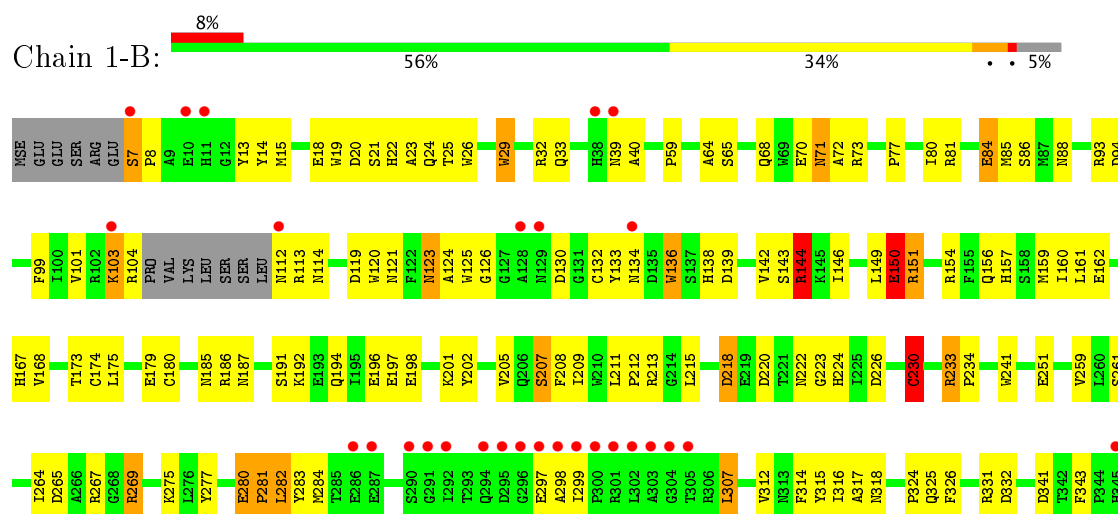 8%
Chain 1-B:
56% 34% • • 5%
MSE GLU GLU SER ARG GLU S7 P8 A9 E10 H11 G12 Y13 Y14 M15 E18 W19 D20 S21 H22 A23 Q24 T25 W26 W29 R32 Q33 H38 N39 A40 P59 A64 S65 Q68 W69 E70 N71 A72 R73 P77 I80 R81 E84 M85 S86 M87 N88 R93 D94
F99 I100 V101 R102 K103 R104 PRO VAL LYS LEU SER SER LEU N112 R113 N114 D119 W120 N121 F122 N123 A124 W125 G126 G127 A128 N129 D130 G131 C132 Y133 N134 D135 W136 S137 H138 D139 V142 S143 R144 K145 I146 L149 E150 R151 R154 F155 Q156 H157 S158 M159 I160 L161 E162
H167 V168 T173 C174 L175 E179 C180 N185 R186 N187 S191 K192 E193 Q194 I195 E196 E197 E198 K201 Y202 V205 Q206 S207 F208 I209 W210 L211 P212 R213 G214 L215 D218 E219 D220 T221 N222 G223 H224 I225 D226 C230 R233 P234 W241 E251 V259 L260 S261
I264 D265 A266 R267 G268 R269 K275 L276 Y277 E280 P281 L282 Y283 M284 T285 E286 E287 S290 G291 I292 T293 Q294 D295 G296 E297 A298 I299 P300 R301 L302 A303 G304 T305 R306 L307 V312 N313 F314 Y315 I316 A317 N318 P324 Q325 F326 R331 D332 D341 T342 F343 P344 H345